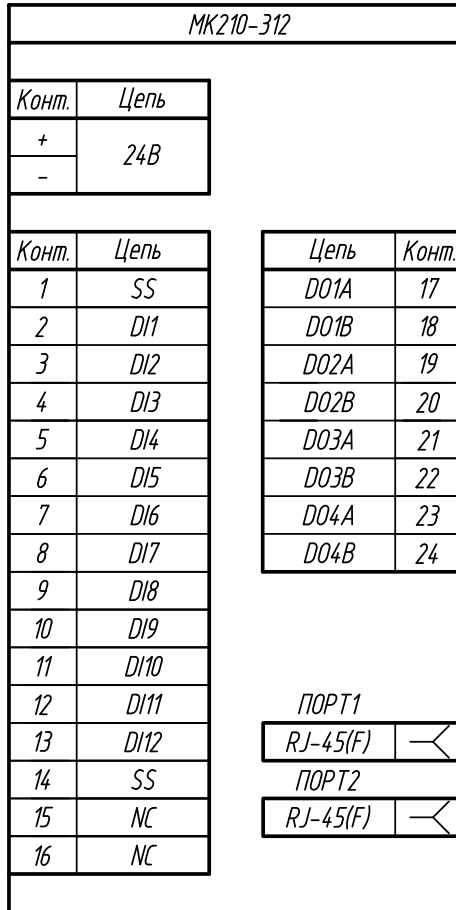 МК210-312
Конт. Цепь
+ 24В
-
Конт. Цепь
1 SS
2 DI1
3 DI2
4 DI3
5 DI4
6 DI5
7 DI6
8 DI7
9 DI8
10 DI9
11 DI10
12 DI11
13 DI12
14 SS
15 NC
16 NC
Цепь Конт.
DO1A 17
DO1B 18
DO2A 19
DO2B 20
DO3A 21
DO3B 22
DO4A 23
DO4B 24
ПОРТ1
RJ-45(F)
ПОРТ2
RJ-45(F)